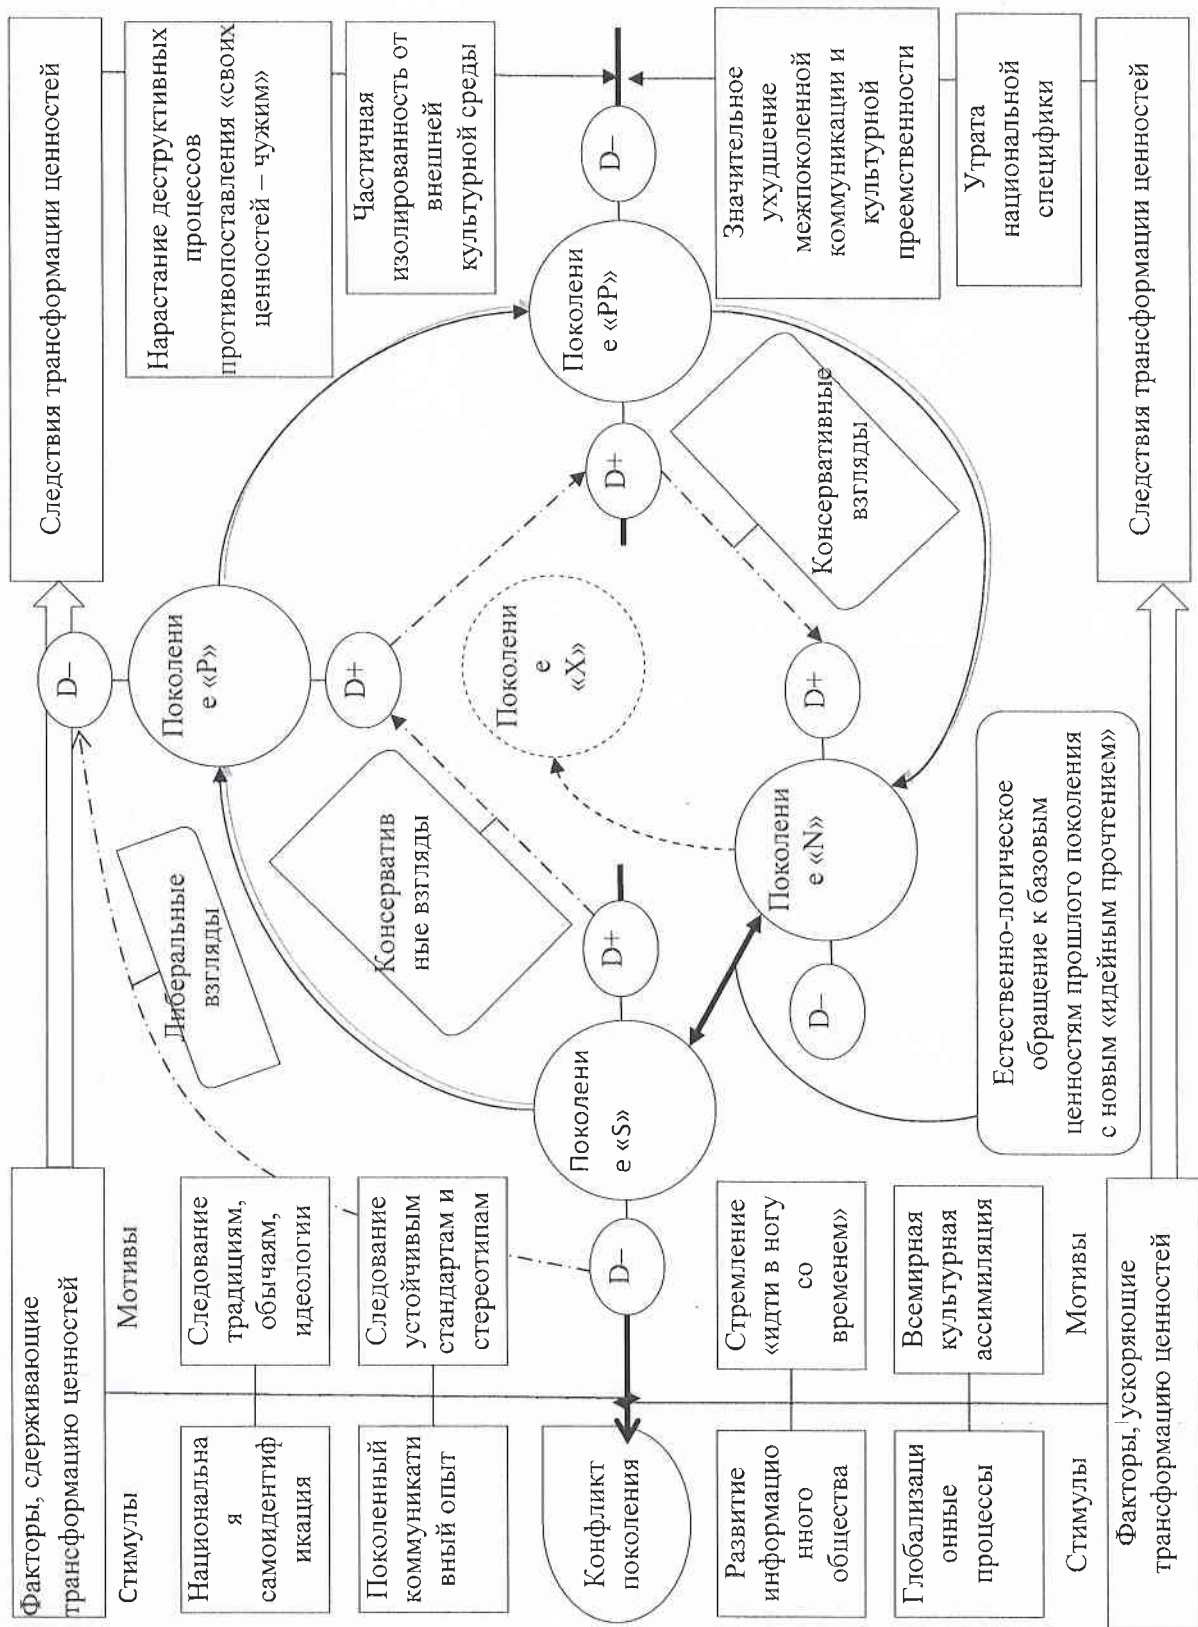 Факторы, сдерживающие
трансформацию ценностей
Следствия трансформации ценностей
Стимулы
Мотивы
Национальна
я
самоидентиф
икация
Следование
традициям,
обычаям,
идеологии
Поколенный
коммуникати
вный опыт
Следование
устойчивым
стандартам и
стереотипам
Либеральные
взгляды
D–
Поколени
е «P»
D+
Нарастание деструктивных
процессов
противопоставления «своих
ценностей – чужим»
Частичная
изолированность от
внешней
культурной среды
Консерватив
ные взгляды
Конфликт
поколения
D–
Поколени
е «S»
D+
Поколени
е
«X»
D+
Поколени
е «PP»
D–
Консервативные
взгляды
D–
Поколени
е «N»
D+
Развитие
информацио
нного
общества
Стремление
«идти в ногу
со
временем»
Глобализаци
онные
процессы
Всемирная
культурная
ассимиляция
Естественно-логическое
обращение к базовым
ценностям прошлого поколения
с новым «идейным прочтением»
Значительное
ухудшение
межпоколенной
коммуникации и
культурной
преемственности
Утрата
национальной
специфики
Стимулы
Мотивы
Факторы, ускоряющие
трансформацию ценностей
Следствия трансформации ценностей